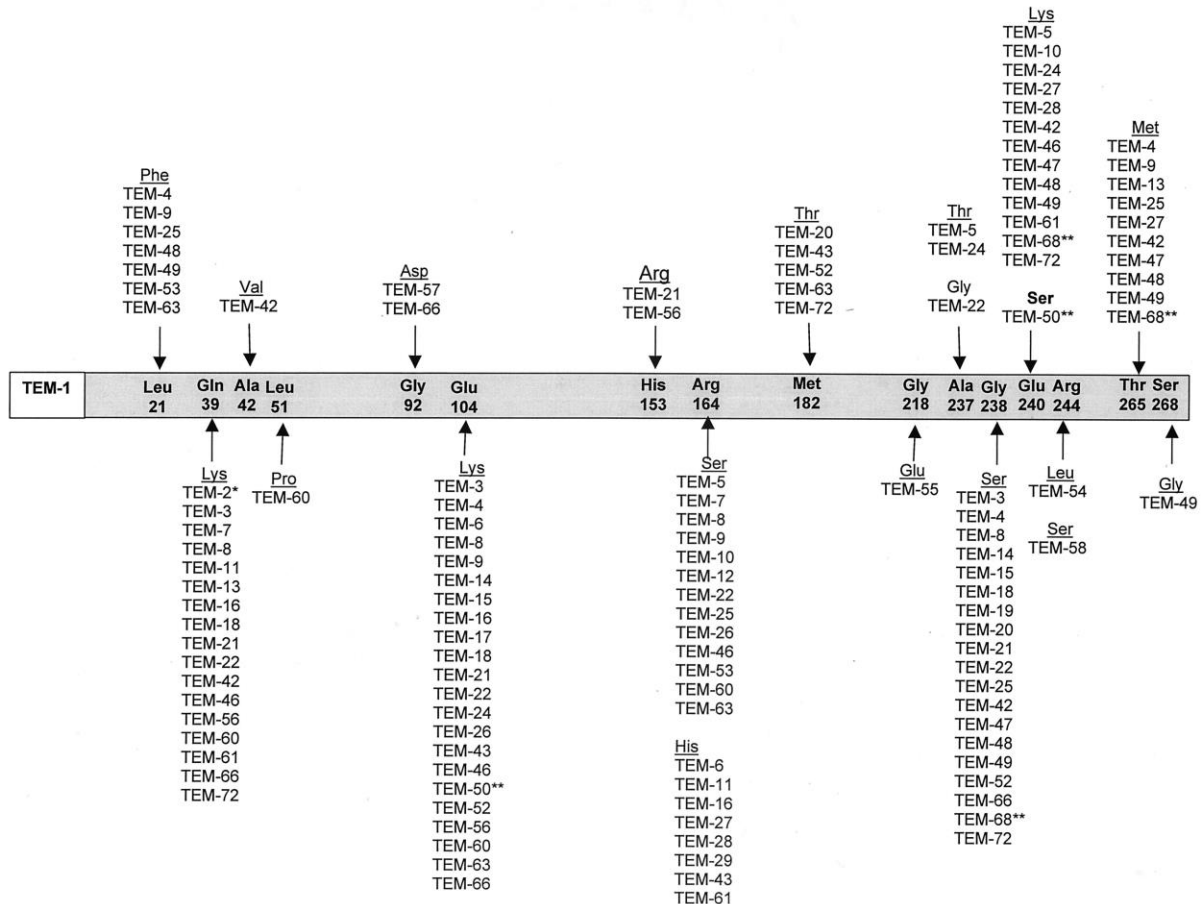 Phe
TEM-4
TEM-9
TEM-25
TEM-48
TEM-49
TEM-53
TEM-63
Val
TEM-42
Asp
TEM-57
TEM-66
Arg
TEM-21
TEM-56
Thr
TEM-20
TEM-43
TEM-52
TEM-63
TEM-72
Thr
TEM-5
TEM-24
Gly
TEM-22
Lys
TEM-5
TEM-10
TEM-24
TEM-27
TEM-28
TEM-42
TEM-46
TEM-47
TEM-48
TEM-49
TEM-61
TEM-68**
TEM-72
Ser
TEM-50**
Met
TEM-4
TEM-9
TEM-13
TEM-25
TEM-27
TEM-42
TEM-47
TEM-48
TEM-49
TEM-68**
TEM-1 Leu Gln Ala Leu Gly Glu His Arg Met Gly Ala Gly Glu Arg Thr Ser
21 39 42 51 92 104 153 164 182 218 237 238 240 244 265 268
Lys
TEM-2*
TEM-3
TEM-7
TEM-8
TEM-11
TEM-13
TEM-16
TEM-18
TEM-21
TEM-22
TEM-42
TEM-46
TEM-56
TEM-60
TEM-61
TEM-66
TEM-72
Pro
TEM-60
Lys
TEM-3
TEM-4
TEM-6
TEM-8
TEM-9
TEM-14
TEM-15
TEM-16
TEM-17
TEM-18
TEM-21
TEM-22
TEM-24
TEM-26
TEM-43
TEM-46
TEM-50**
TEM-52
TEM-56
TEM-60
TEM-63
TEM-66
Ser
TEM-5
TEM-7
TEM-8
TEM-9
TEM-10
TEM-12
TEM-22
TEM-25
TEM-26
TEM-46
TEM-53
TEM-60
TEM-63
His
TEM-6
TEM-11
TEM-16
TEM-27
TEM-28
TEM-29
TEM-43
TEM-61
Glu
TEM-55
Ser
TEM-3
TEM-4
TEM-8
TEM-14
TEM-15
TEM-18
TEM-19
TEM-20
TEM-21
TEM-22
TEM-25
TEM-42
TEM-47
TEM-48
TEM-49
TEM-52
TEM-66
TEM-68**
TEM-72
Leu
TEM-54
Ser
TEM-58
Gly
TEM-49